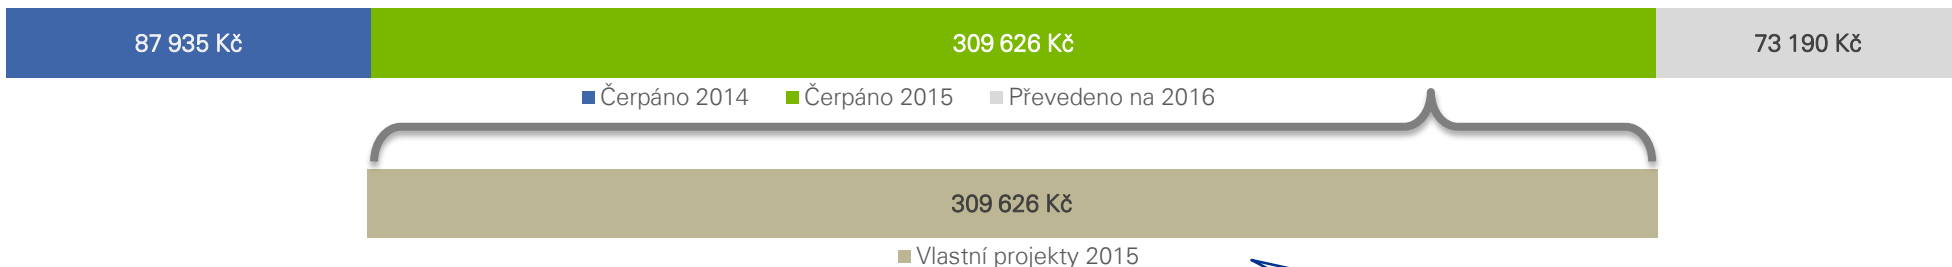 87 935 Kč 309 626 Kč 73 190 Kč
Čerpáno 2014 Čerpáno 2015 Převedeno na 2016
309 626 Kč
Vlastní projekty 2015